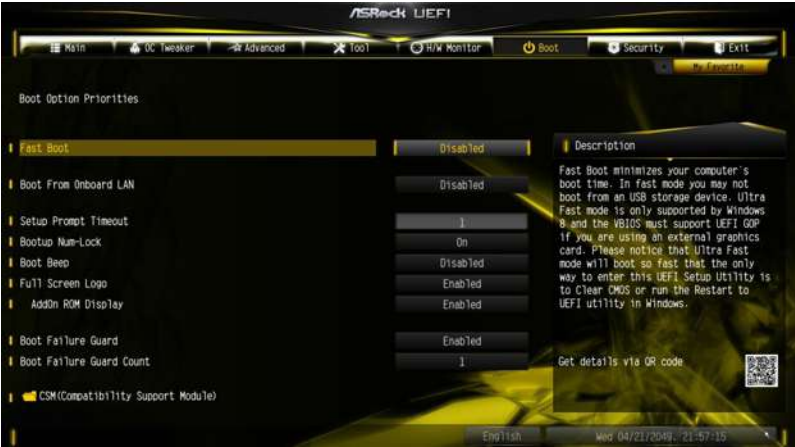 ASRock UEFI
Main OC Tweaker Advanced Tool H/W Monitor Boot Security Exit
My Favorite
Boot Option Priorities
Fast Boot Disabled
Boot From Onboard LAN Disabled
Setup Prompt Timeout 1
Bootup Num-Lock On
Boot Beep Disabled
Full Screen Logo Enabled
AddOn ROM Display Enabled
Boot Failure Guard Enabled
Boot Failure Guard Count 1
CSM(Compatibility Support Module)
Description
Fast Boot minimizes your computer's
boot time. In fast mode you may not
boot from an USB storage device. Ultra
Fast mode is only supported by Windows
8 and the VBIOS must support UEFI GOP
if you are using an external graphics
card. Please notice that Ultra Fast
mode will boot so fast that the only
way to enter this UEFI Setup Utility is
to Clear CMOS or run the Restart to
UEFI utility in Windows.
Get details via QR code
English Wed 04/21/2049. 21:57:15